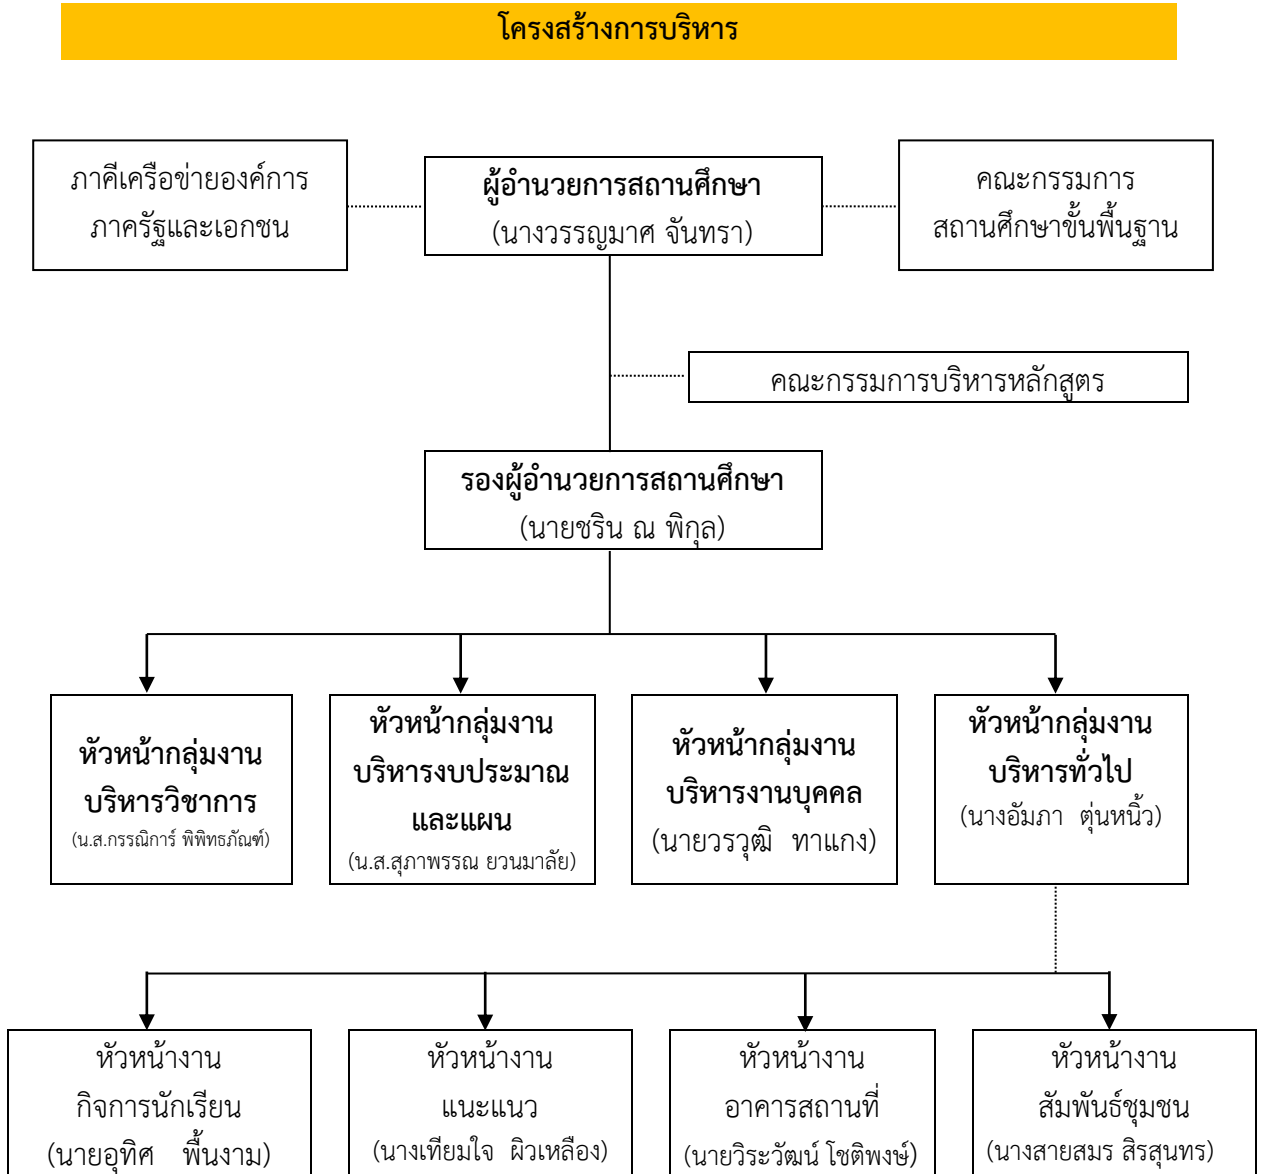 โครงสร้างการบริหาร
ภาคีเครือข่ายองค์การ
ภาครัฐและเอกชน
ผู้อำนวยการสถานศึกษา
(นางวรรญมาศ จันทรา)
คณะกรรมการ
สถานศึกษาขั้นพื้นฐาน
คณะกรรมการบริหารหลักสูตร
รองผู้อำนวยการสถานศึกษา
(นายชริน ณ พิกุล)
หัวหน้ากลุ่มงาน
บริหารวิชาการ
(น.ส.กรรณิการ์ พิพิทธภัณฑ์)
หัวหน้ากลุ่มงาน
บริหารงบประมาณ
และแผน
(น.ส.สุภาพรรณ ยวนมาลัย)
หัวหน้ากลุ่มงาน
บริหารงานบุคคล
(นายวรวุฒิ ทาแกง)
หัวหน้ากลุ่มงาน
บริหารทั่วไป
(นางอัมภา ตุ่นหนิ้ว)
หัวหน้างาน
กิจการนักเรียน
(นายอุทิศ พื้นงาม)
หัวหน้างาน
แนะแนว
(นางเทียมใจ ผิวเหลือง)
หัวหน้างาน
อาคารสถานที่
(นายวิระวัฒน์ โชติพงษ์)
หัวหน้างาน
สัมพันธ์ชุมชน
(นางสายสมร สิรสุนทร)